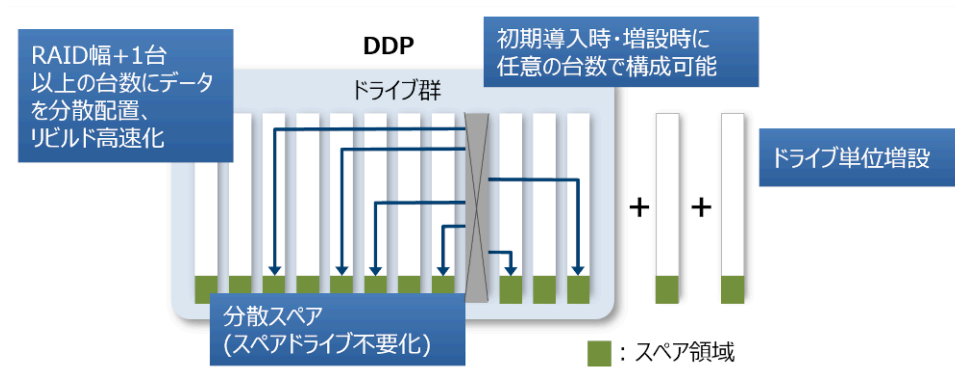 RAID幅+1台
以上の台数にデータ
を分散配置、
リビルド高速化
DDP
初期導入時・増設時に
任意の台数で構成可能
ドライブ群
ドライブ単位増設
+
+
分散スペア
(スペアドライブ不要化)
：スペア領域